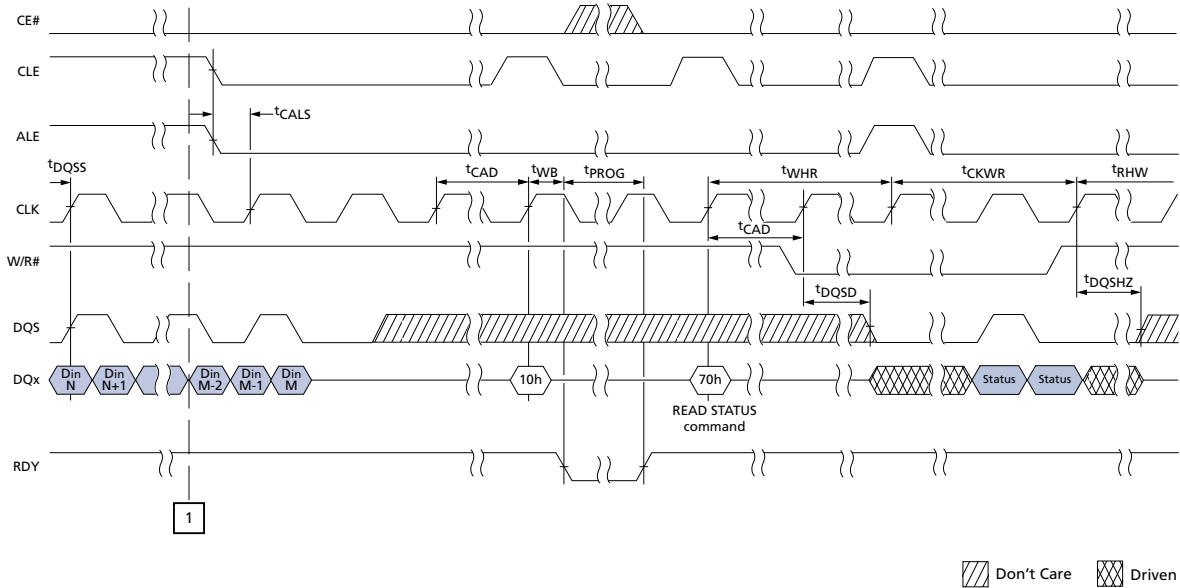 CE#
CLE
tCALS
ALE
tDQSS
tCAD
tWB
tPROG
tWHR
tCKWR
tRHW
CLK
tCAD
W/R#
tDQSD
tDQSHZ
DQS
DQx
Din N
Din N+1
Din M-2
Din M-1
Din M
10h
70h
Status
Status
READ STATUS
command
RDY
1
Don't Care
Driven